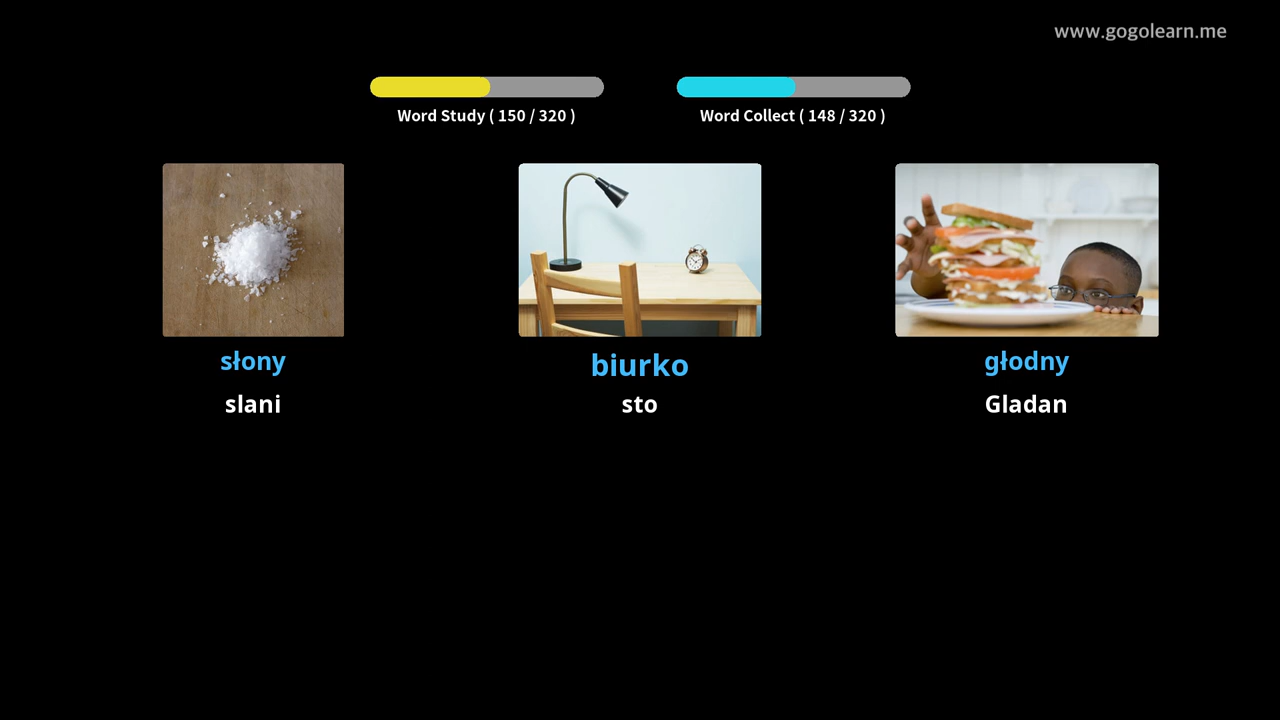 www.gogolearn.me
Word Study ( 150 / 320 )
Word Collect ( 148 / 320 )
słony
biurko
głodny
slani
sto
Gladan